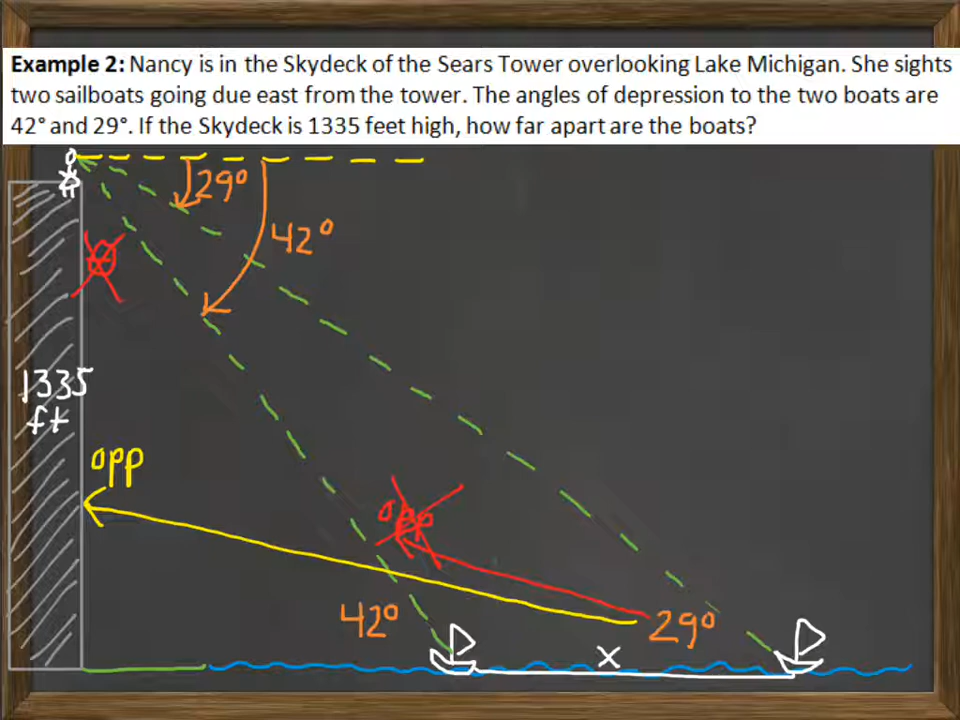 Example 2: Nancy is in the Skydeck of the Sears Tower overlooking Lake Michigan. She sights
two sailboats going due east from the tower. The angles of depression to the two boats are
42° and 29°. If the Skydeck is 1335 feet high, how far apart are the boats?
29°
42°
1335
ft
opp
opp
42°
29°
x